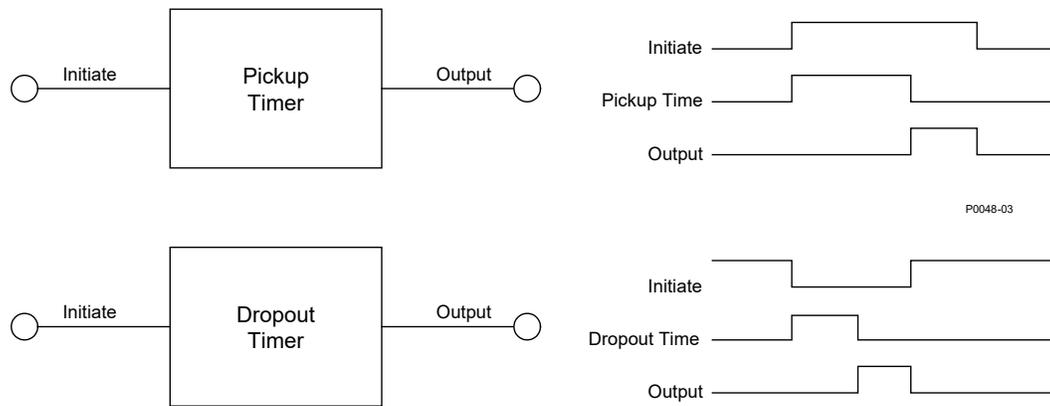 Initiate
Pickup
Timer
Output
Initiate
Pickup Time
Output
P0048-03
Initiate
Dropout
Timer
Output
Initiate
Dropout Time
Output